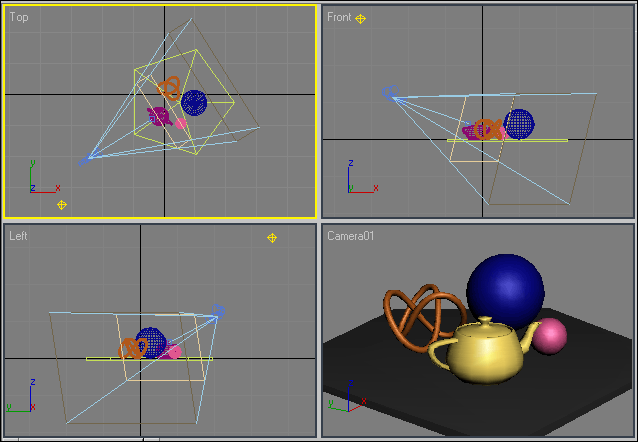 Top
y
z x
Front
z
y x
Left
z
y x
Camera01
z
y x